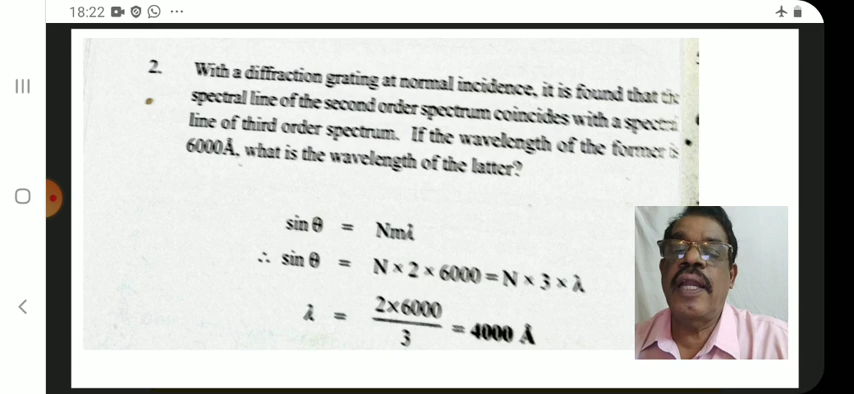 18:22
2. With a diffraction grating at normal incidence, it is found that the
spectral line of the second order spectrum coincides with a spectral
line of third order spectrum. If the wavelength of the former is
6000Å, what is the wavelength of the latter?
sin θ = Nmλ
∴ sin θ = N × 2 × 6000 = N × 3 × λ
λ = 2×6000 / 3 = 4000 Å